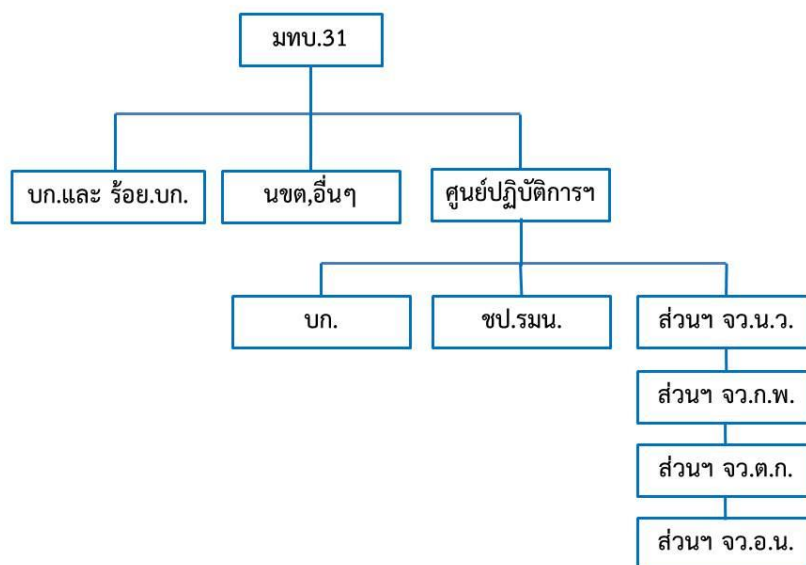 มทบ.31
บก.และ ร้อย.บก.
นขต,อื่นๆ
ศูนย์ปฏิบัติการฯ
บก.
ชป.รมน.
ส่วนฯ จว.น.ว.
ส่วนฯ จว.ก.พ.
ส่วนฯ จว.ต.ก.
ส่วนฯ จว.อ.น.